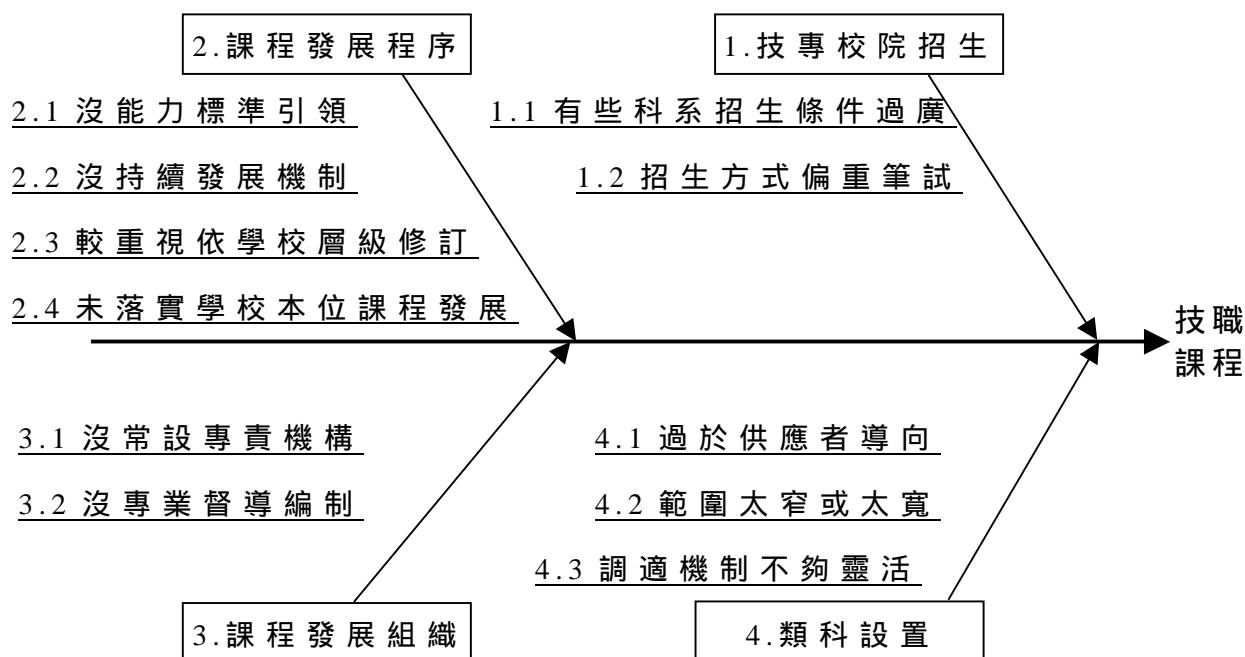 2.課程發展程序
1.技專校院招生
2.1 沒能力標準引領
1.1 有些科系招生條件過廣
2.2 沒持續發展機制
1.2 招生方式偏重筆試
2.3 較重視依學校層級修訂
2.4 未落實學校本位課程發展
技職
課程
3.1 沒常設專責機構
4.1 過於供應者導向
3.2 沒專業督導編制
4.2 範圍太窄或太寬
4.3 調適機制不夠靈活
3.課程發展組織
4.類科設置